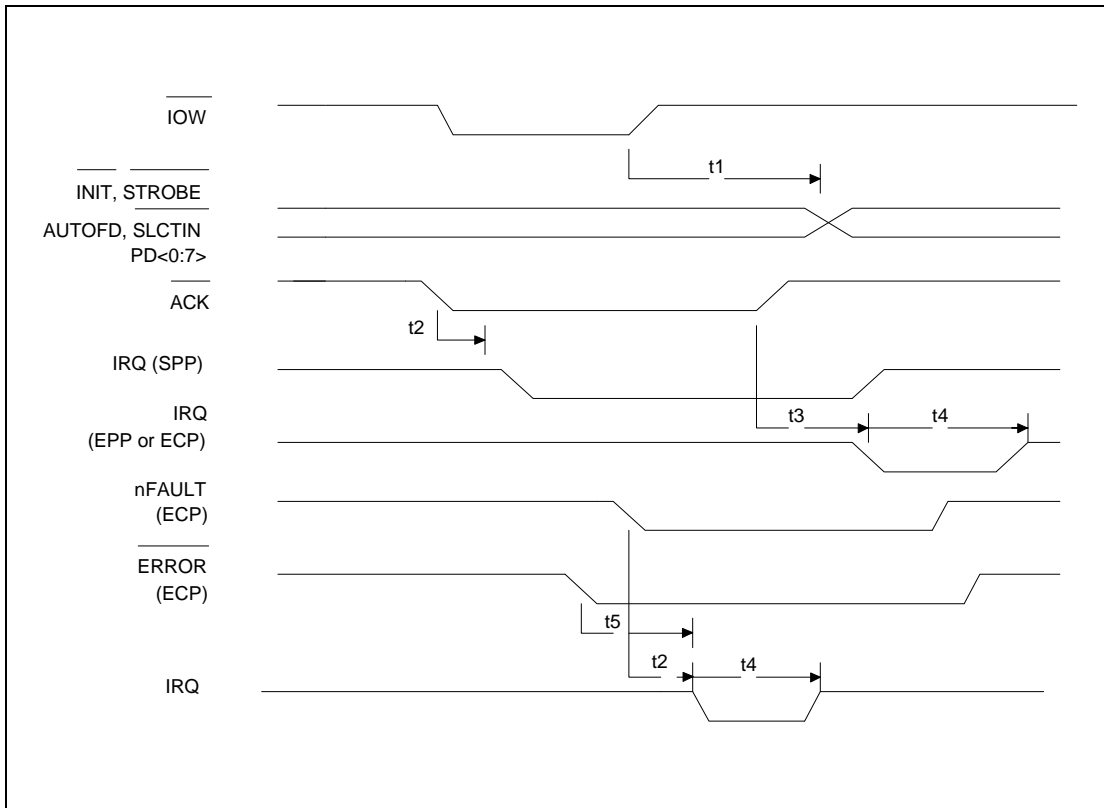 IOW
t1
INIT, STROBE
AUTOFD, SLCTIN
PD<0:7>
ACK
t2
IRQ (SPP)
IRQ
(EPP or ECP)
t3
t4
nFAULT
(ECP)
ERROR
(ECP)
t5
t2
t4
IRQ